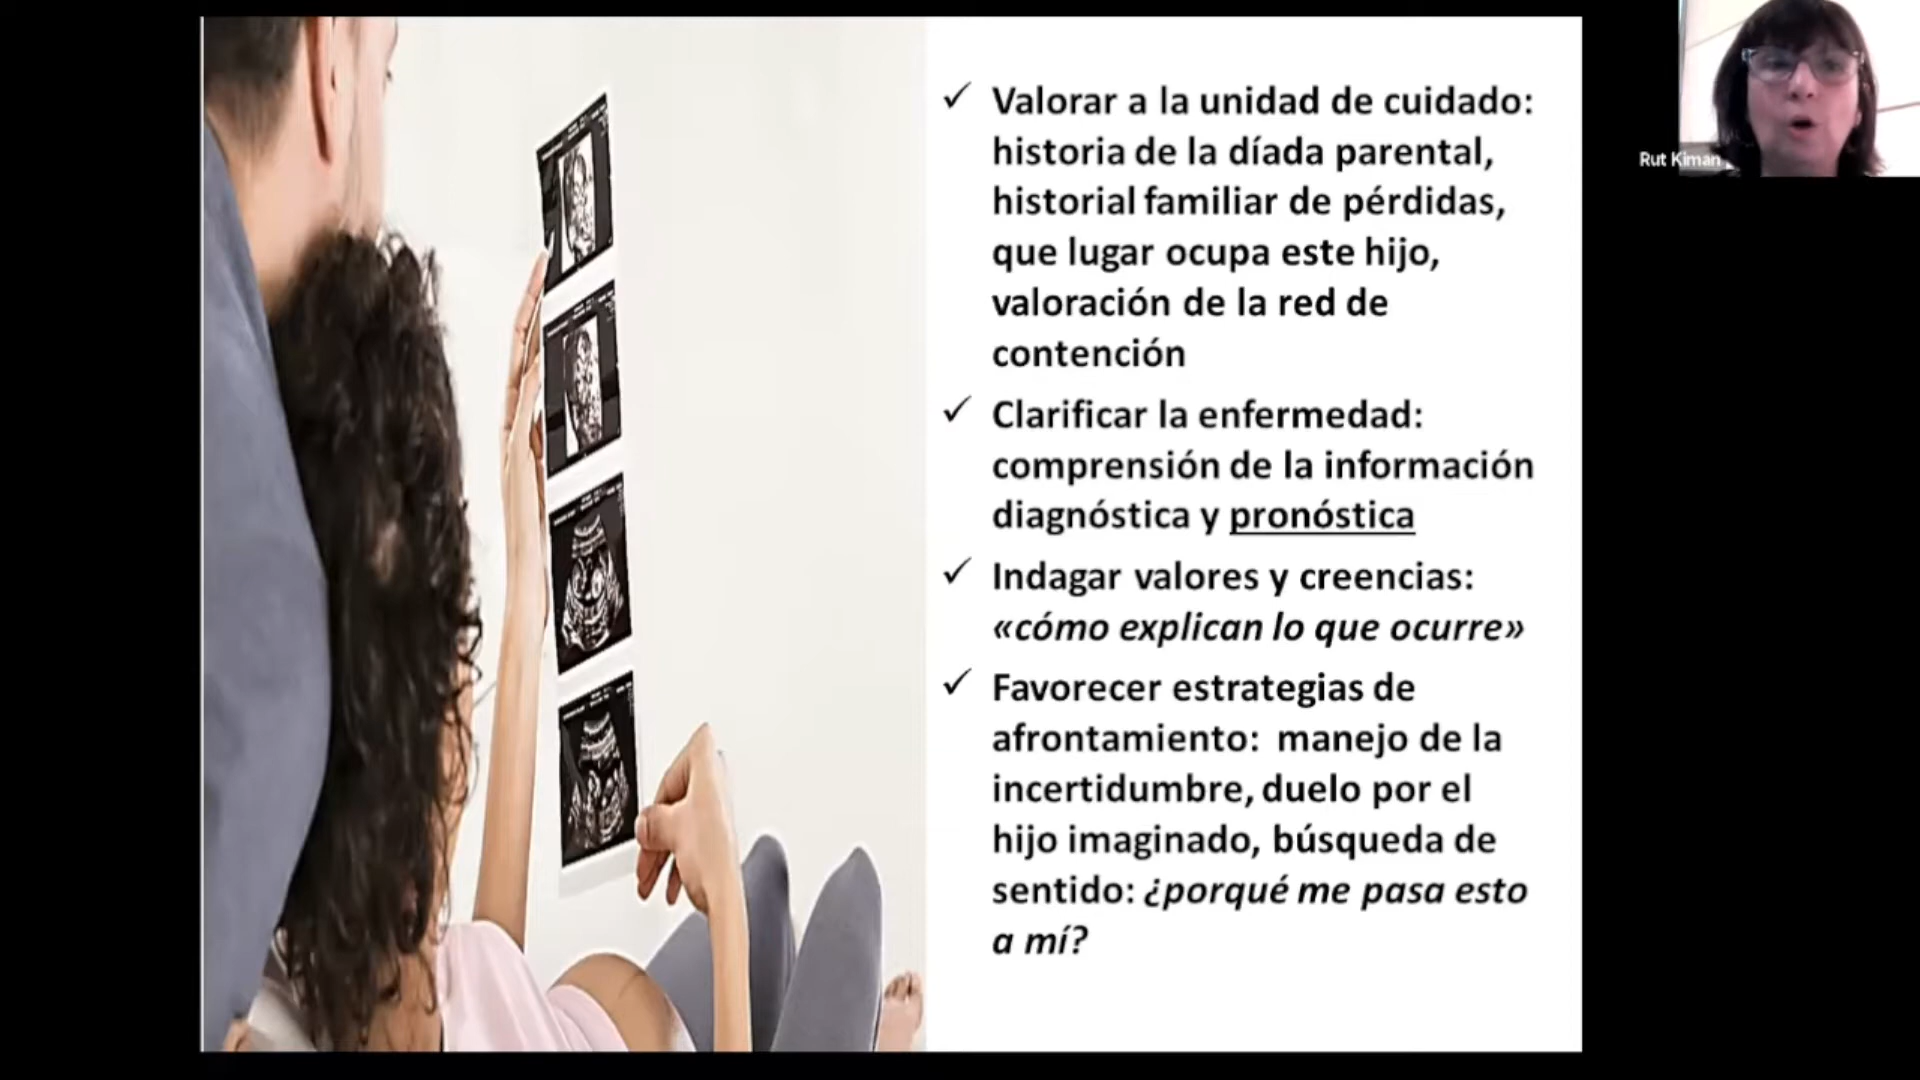 ✓ Valorar a la unidad de cuidado:
historia de la díada parental,
historial familiar de pérdidas,
que lugar ocupa este hijo,
valoración de la red de
contención
✓ Clarificar la enfermedad:
comprensión de la información
diagnóstica y pronóstica
✓ Indagar valores y creencias:
«cómo explican lo que ocurre»
✓ Favorecer estrategias de
afrontamiento: manejo de la
incertidumbre, duelo por el
hijo imaginado, búsqueda de
sentido: ¿porqué me pasa esto
a mí?
Rut Kiman